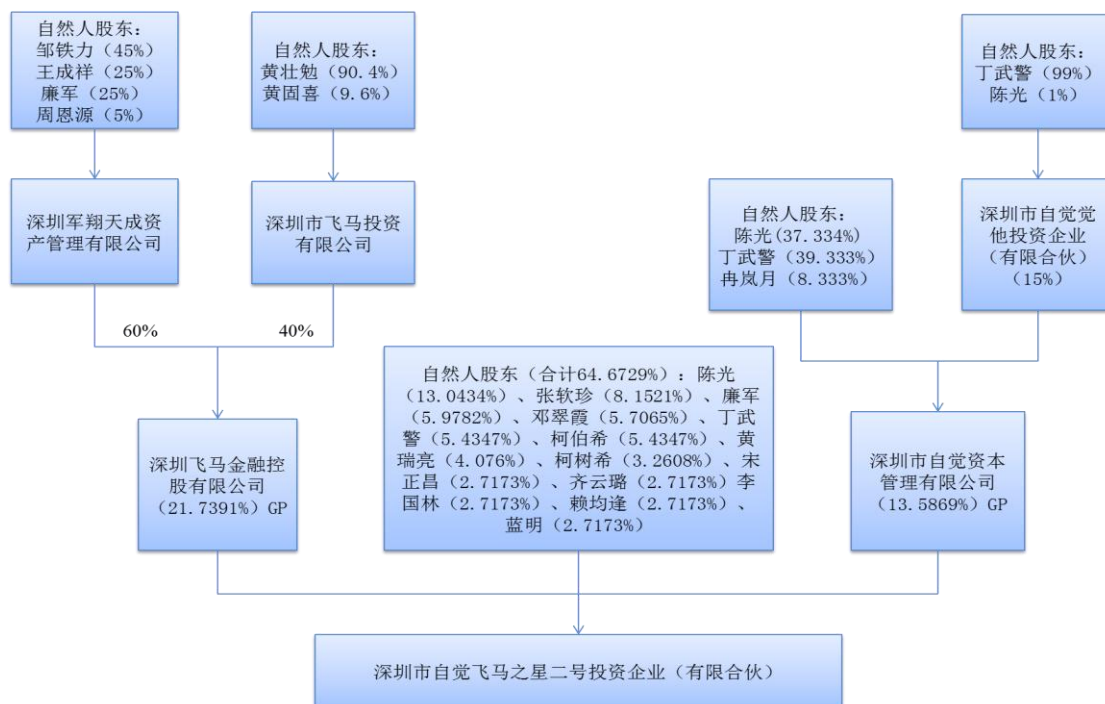 自然人股东：
邹铁力（45%）
王成祥（25%）
廉军（25%）
周恩源（5%）
自然人股东：
黄壮勉（90.4%）
黄固喜（9.6%）
自然人股东：
丁武警（99%）
陈光（1%）
深圳军翔天成资
产管理有限公司
深圳市飞马投资
有限公司
自然人股东：
陈光(37.334%)
丁武警（39.333%）
冉岚月（8.333%）
深圳市自觉觉
他投资企业
（有限合伙）
（15%）
60%
40%
自然人股东（合计64.6729%）：陈光
（13.0434%）、张软珍（8.1521%）、廉军
（5.9782%）、邓翠霞（5.7065%）、丁武
警（5.4347%）、柯伯希（5.4347%）、黄
瑞亮（4.076%）、柯树希（3.2608%）、宋
正昌（2.7173%）、齐云璐（2.7173%）李
国林（2.7173%）、赖均逢（2.7173%）、
蓝明（2.7173%）
深圳飞马金融控
股有限公司
（21.7391%）GP
深圳市自觉资本
管理有限公司
（13.5869%）GP
深圳市自觉飞马之星二号投资企业（有限合伙）